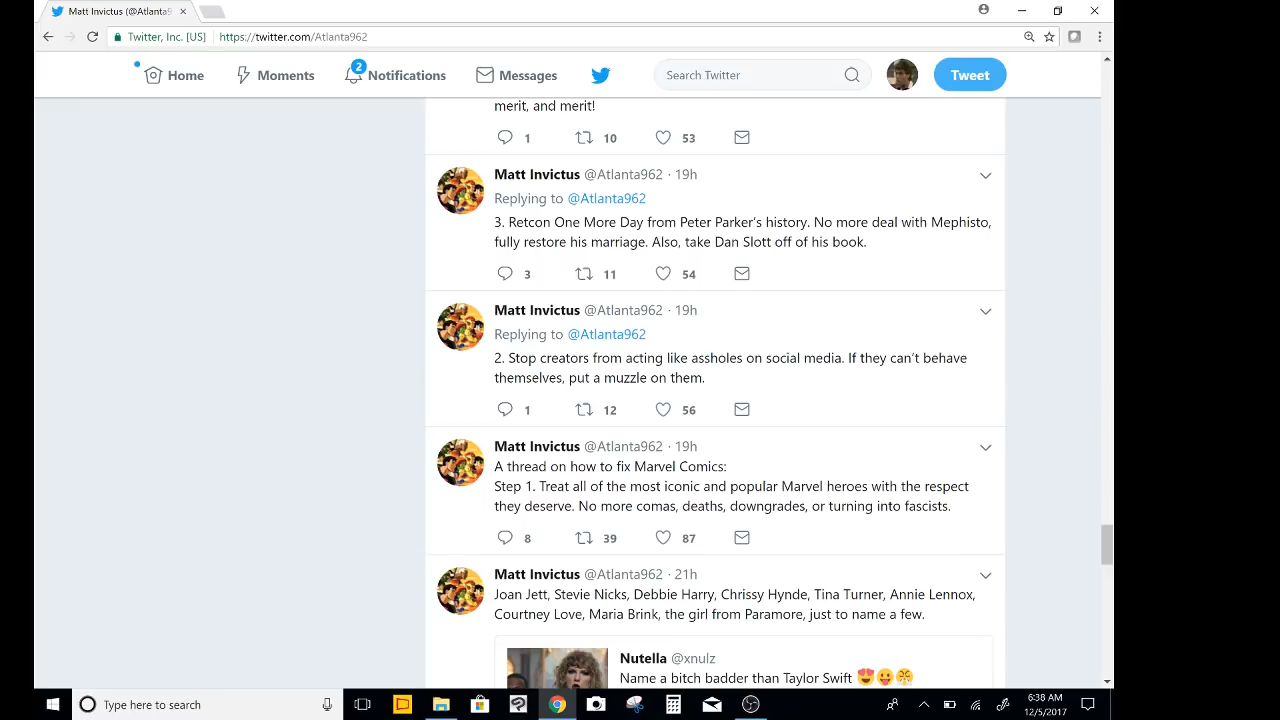 Matt Invictus (@Atlanta9
Twitter, Inc. [US]
https://twitter.com/Atlanta962
Home
Moments
2
Notifications
Messages
Search Twitter
Tweet
merit, and merit!
1 10 53
Matt Invictus @Atlanta962 · 19h
Replying to @Atlanta962
3. Retcon One More Day from Peter Parker's history. No more deal with Mephisto,
fully restore his marriage. Also, take Dan Slott off of his book.
3 11 54
Matt Invictus @Atlanta962 · 19h
Replying to @Atlanta962
2. Stop creators from acting like assholes on social media. If they can't behave
themselves, put a muzzle on them.
1 12 56
Matt Invictus @Atlanta962 · 19h
A thread on how to fix Marvel Comics:
Step 1. Treat all of the most iconic and popular Marvel heroes with the respect
they deserve. No more comas, deaths, downgrades, or turning into fascists.
8 39 87
Matt Invictus @Atlanta962 · 21h
Joan Jett, Stevie Nicks, Debbie Harry, Chrissy Hynde, Tina Turner, Annie Lennox,
Courtney Love, Maria Brink, the girl from Paramore, just to name a few.
Nutella @xnulz
Name a bitch badder than Taylor Swift 😍😛😤
Type here to search
6:38 AM
12/5/2017